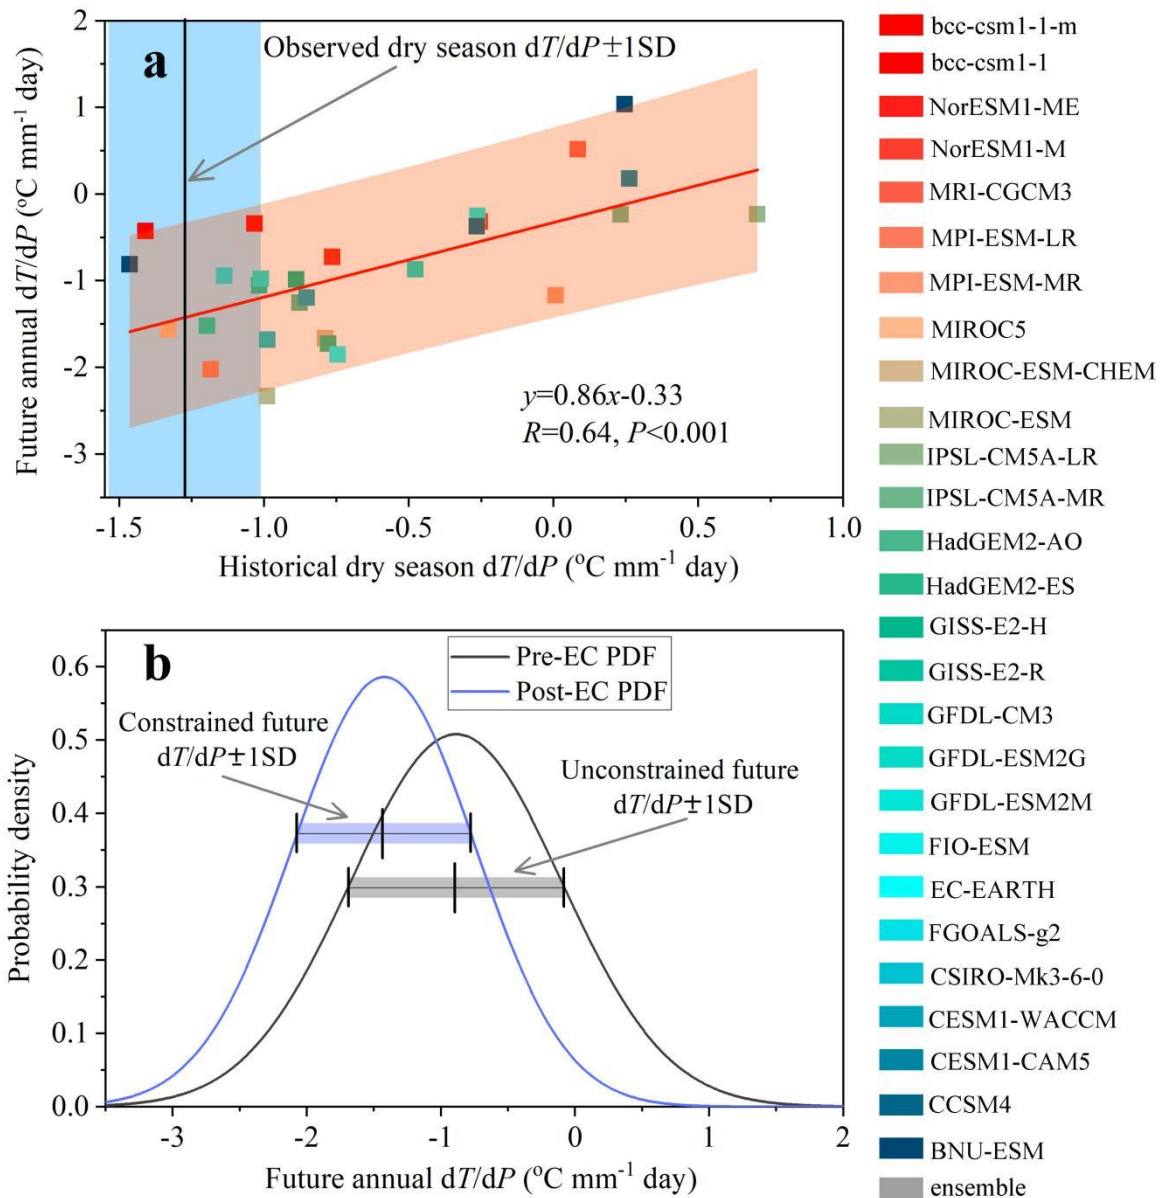 a
Observed dry season dT/dP±1SD
Future annual dT/dP (°C mm⁻¹ day)
2
1
0
-1
-2
-3
y=0.86x-0.33
R=0.64, P<0.001
-1.5 -1.0 -0.5 0.0 0.5 1.0
Historical dry season dT/dP (°C mm⁻¹ day)
b
Pre-EC PDF
Post-EC PDF
Constrained future
dT/dP±1SD
Unconstrained future
dT/dP±1SD
Probability density
0.6
0.5
0.4
0.3
0.2
0.1
0.0
-3 -2 -1 0 1 2
Future annual dT/dP (°C mm⁻¹ day)
bcc-csm1-1-m
bcc-csm1-1
NorESM1-ME
NorESM1-M
MRI-CGCM3
MPI-ESM-LR
MPI-ESM-MR
MIROC5
MIROC-ESM-CHEM
MIROC-ESM
IPSL-CM5A-LR
IPSL-CM5A-MR
HadGEM2-AO
HadGEM2-ES
GISS-E2-H
GISS-E2-R
GFDL-CM3
GFDL-ESM2G
GFDL-ESM2M
FIO-ESM
EC-EARTH
FGOALS-g2
CSIRO-Mk3-6-0
CESM1-WACCM
CESM1-CAM5
CCSM4
BNU-ESM
ensemble